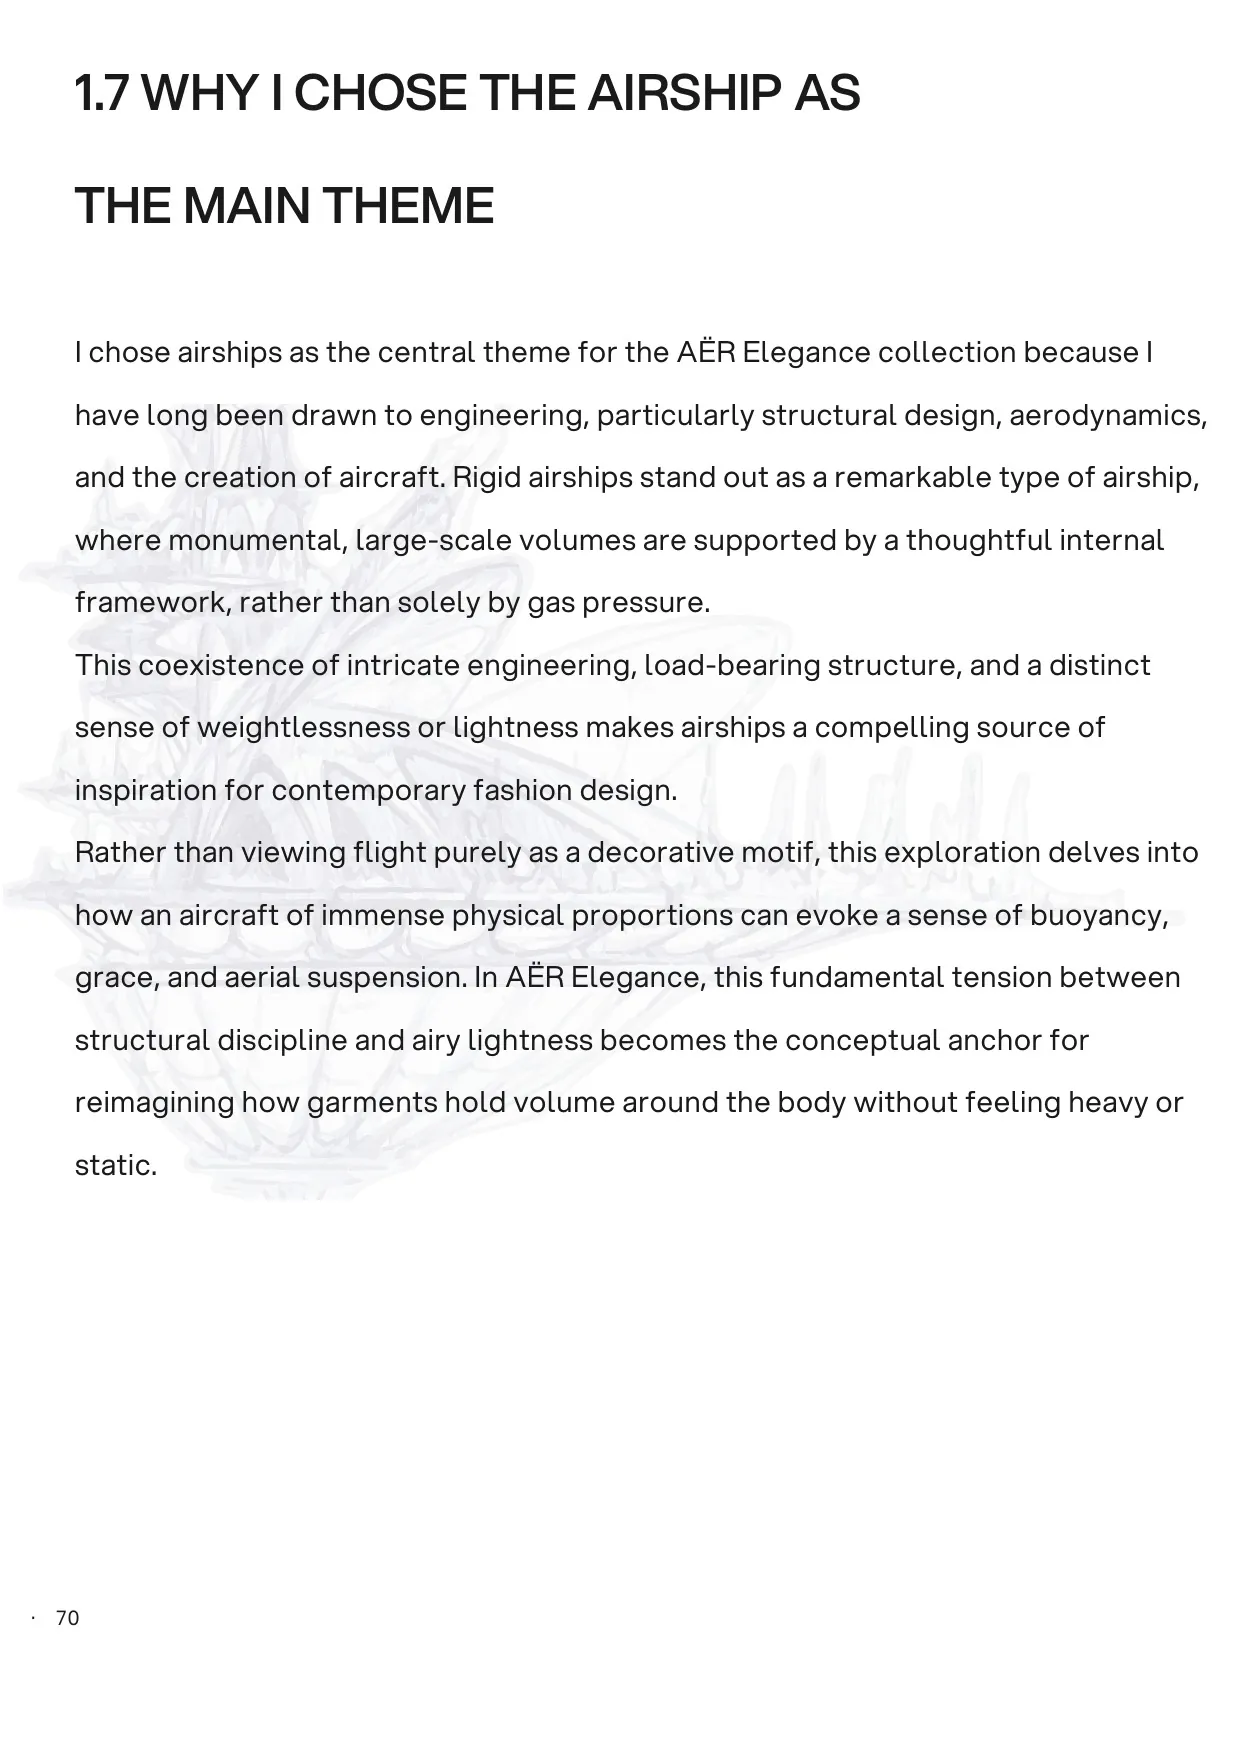 1.7 WHY I CHOSE THE AIRSHIP AS
THE MAIN THEME
I chose airships as the central theme for the AËR Elegance collection because I
have long been drawn to engineering, particularly structural design, aerodynamics,
and the creation of aircraft. Rigid airships stand out as a remarkable type of airship,
where monumental, large-scale volumes are supported by a thoughtful internal
framework, rather than solely by gas pressure.
This coexistence of intricate engineering, load-bearing structure, and a distinct
sense of weightlessness or lightness makes airships a compelling source of
inspiration for contemporary fashion design.
Rather than viewing flight purely as a decorative motif, this exploration delves into
how an aircraft of immense physical proportions can evoke a sense of buoyancy,
grace, and aerial suspension. In AËR Elegance, this fundamental tension between
structural discipline and airy lightness becomes the conceptual anchor for
reimagining how garments hold volume around the body without feeling heavy or
static.
· 70